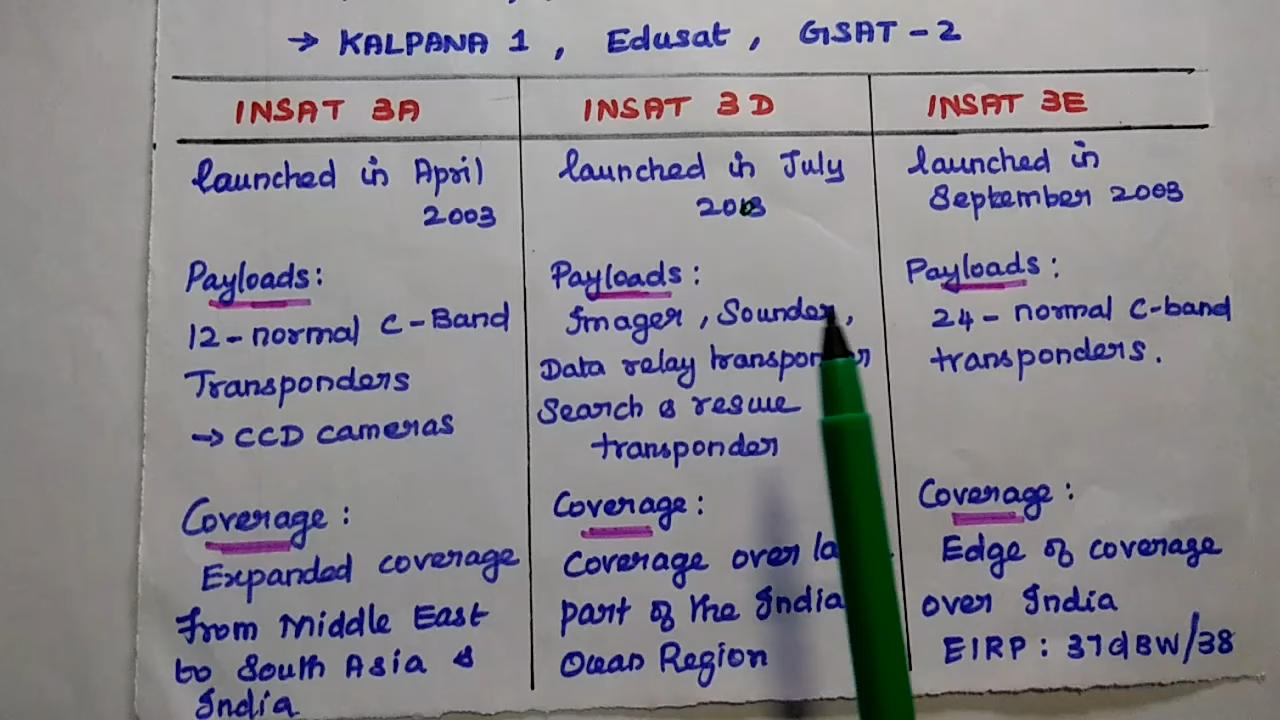 → KALPANA 1 , Edusat , GSAT - 2
INSAT 3A
launched in April
2003
Payloads:
12 - normal C-Band
Transponders
→ CCD cameras
Coverage :
Expanded coverage
from Middle East
to South Asia &
India
INSAT 3D
launched in July
2013
Payloads :
Imager , Sounder,
Data relay transponder
Search & resuue
transponder
Coverage :
Coverage over
part of the India
Ocean Region
INSAT 3E
launched in
September 2003
Payloads :
24 - normal C-band
transponders.
Coverage :
Edge of coverage
over India
EIRP : 37dBW/38